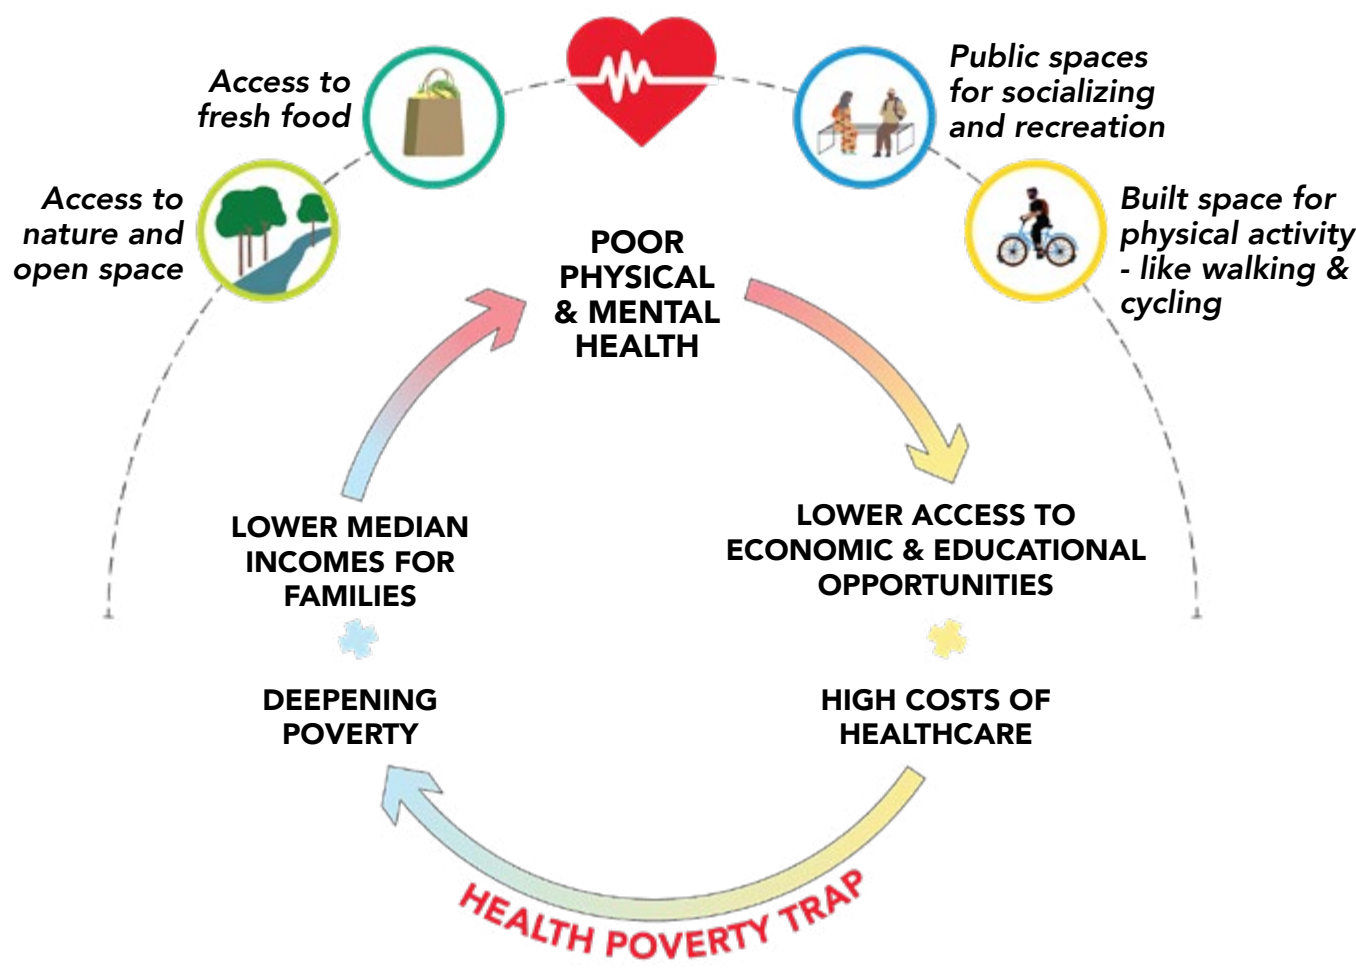 Access to
fresh food
Public spaces
for socializing
and recreation
Access to
nature and
open space
Built space for
physical activity
- like walking &
cycling
POOR
PHYSICAL
& MENTAL
HEALTH
LOWER MEDIAN
INCOMES FOR
FAMILIES
LOWER ACCESS TO
ECONOMIC & EDUCATIONAL
OPPORTUNITIES
DEEPENING
POVERTY
HIGH COSTS OF
HEALTHCARE
HEALTH POVERTY TRAP